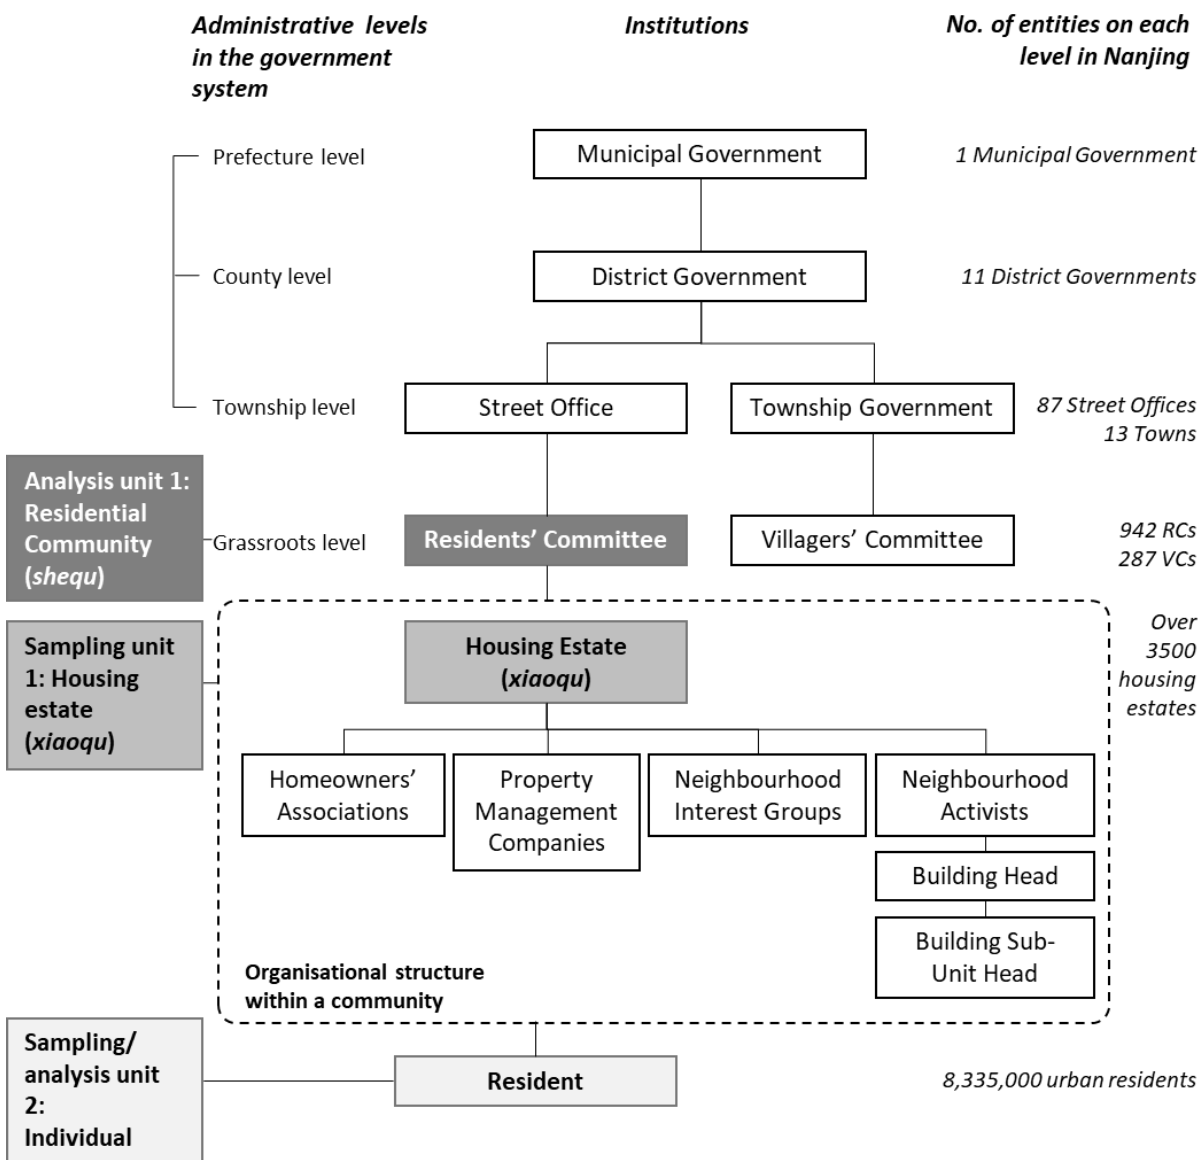 Administrative levels
in the government
system
Institutions
No. of entities on each
level in Nanjing
Prefecture level
Municipal Government
1 Municipal Government
County level
District Government
11 District Governments
Township level
Street Office
Township Government
87 Street Offices
13 Towns
Analysis unit 1:
Residential
Community
(shequ)
Grassroots level
Residents’ Committee
Villagers’ Committee
942 RCs
287 VCs
Sampling unit
1: Housing
estate
(xiaoqu)
Housing Estate
(xiaoqu)
Over
3500
housing
estates
Homeowners’
Associations
Property
Management
Companies
Neighbourhood
Interest Groups
Neighbourhood
Activists
Building Head
Building Sub-
Unit Head
Organisational structure
within a community
Sampling/
analysis unit
2:
Individual
Resident
8,335,000 urban residents